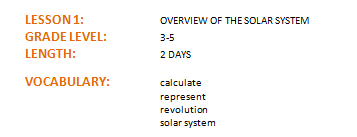 LESSON 1: OVERVIEW OF THE SOLAR SYSTEM
GRADE LEVEL: 3-5
LENGTH: 2 DAYS
VOCABULARY: calculate
represent
revolution
solar system